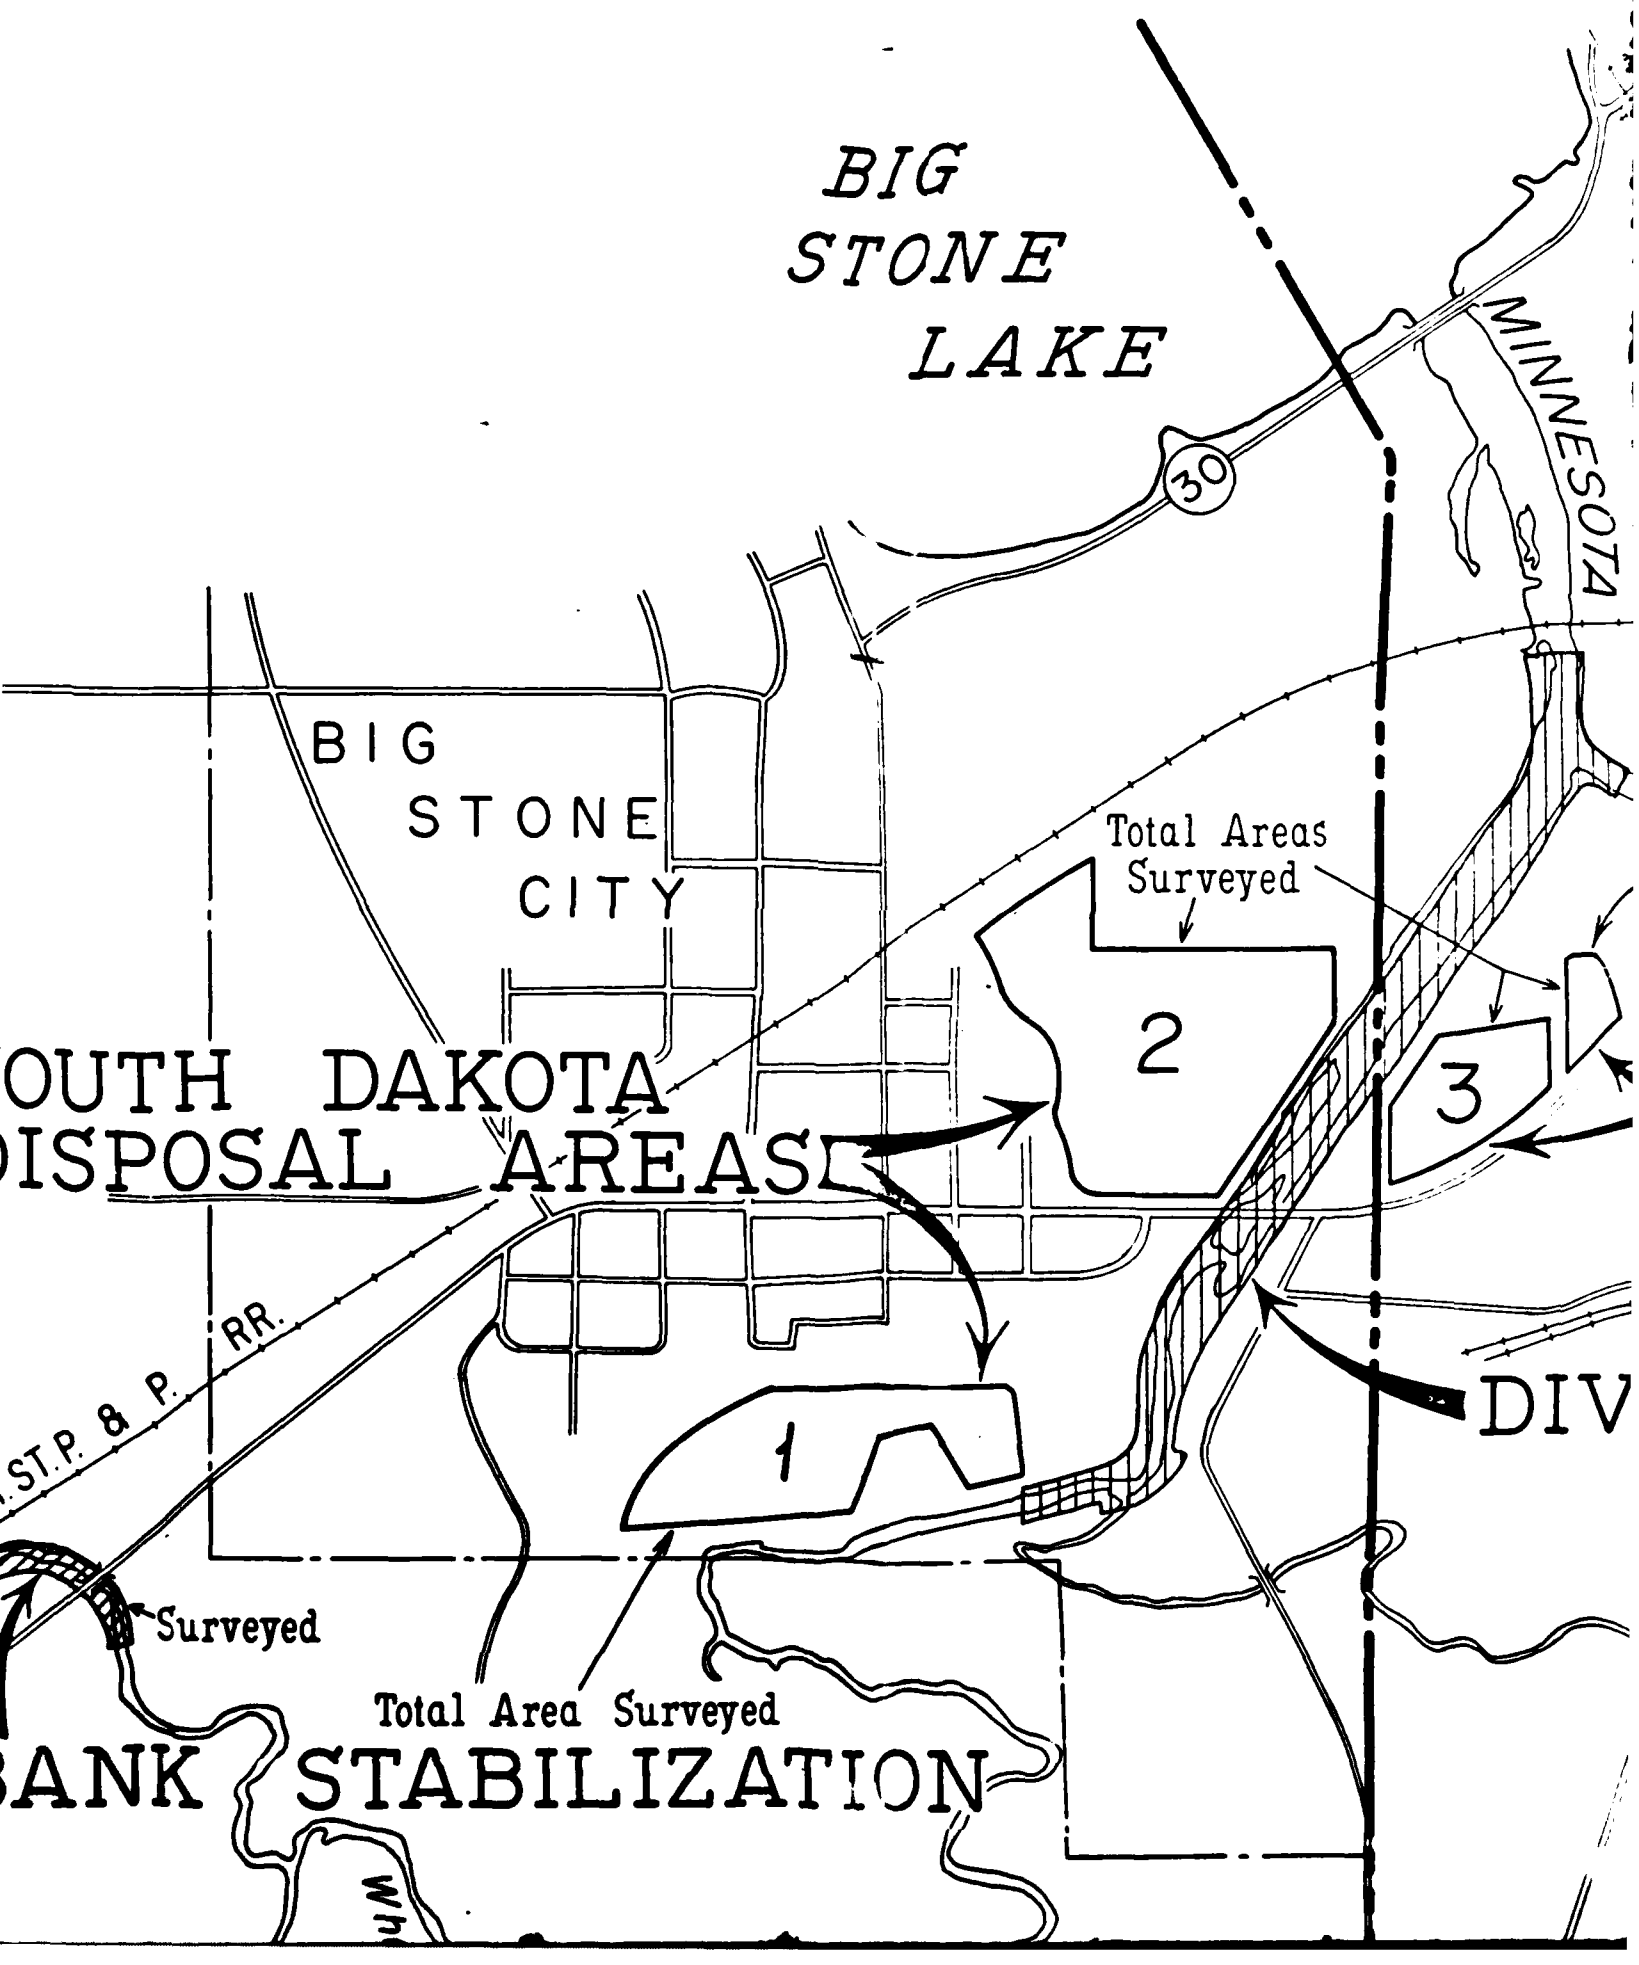 BIG
STONE
LAKE
MINNESOTA
30
BIG
STONE
CITY
Total Areas
Surveyed
2
3
OUTH DAKOTA
DISPOSAL AREAS
RR.
ST.P. & P.
DIV
1
Surveyed
Total Area Surveyed
BANK STABILIZATION
Wh